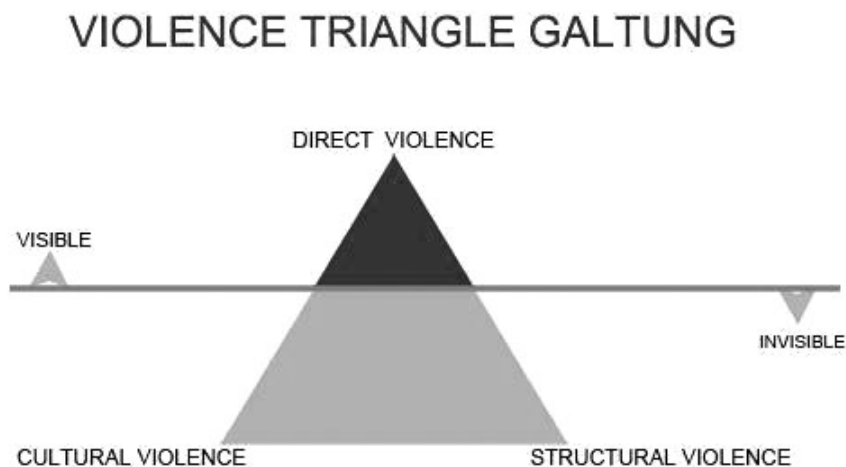 VIOLENCE TRIANGLE GALTUNG
DIRECT VIOLENCE
VISIBLE
INVISIBLE
CULTURAL VIOLENCE
STRUCTURAL VIOLENCE